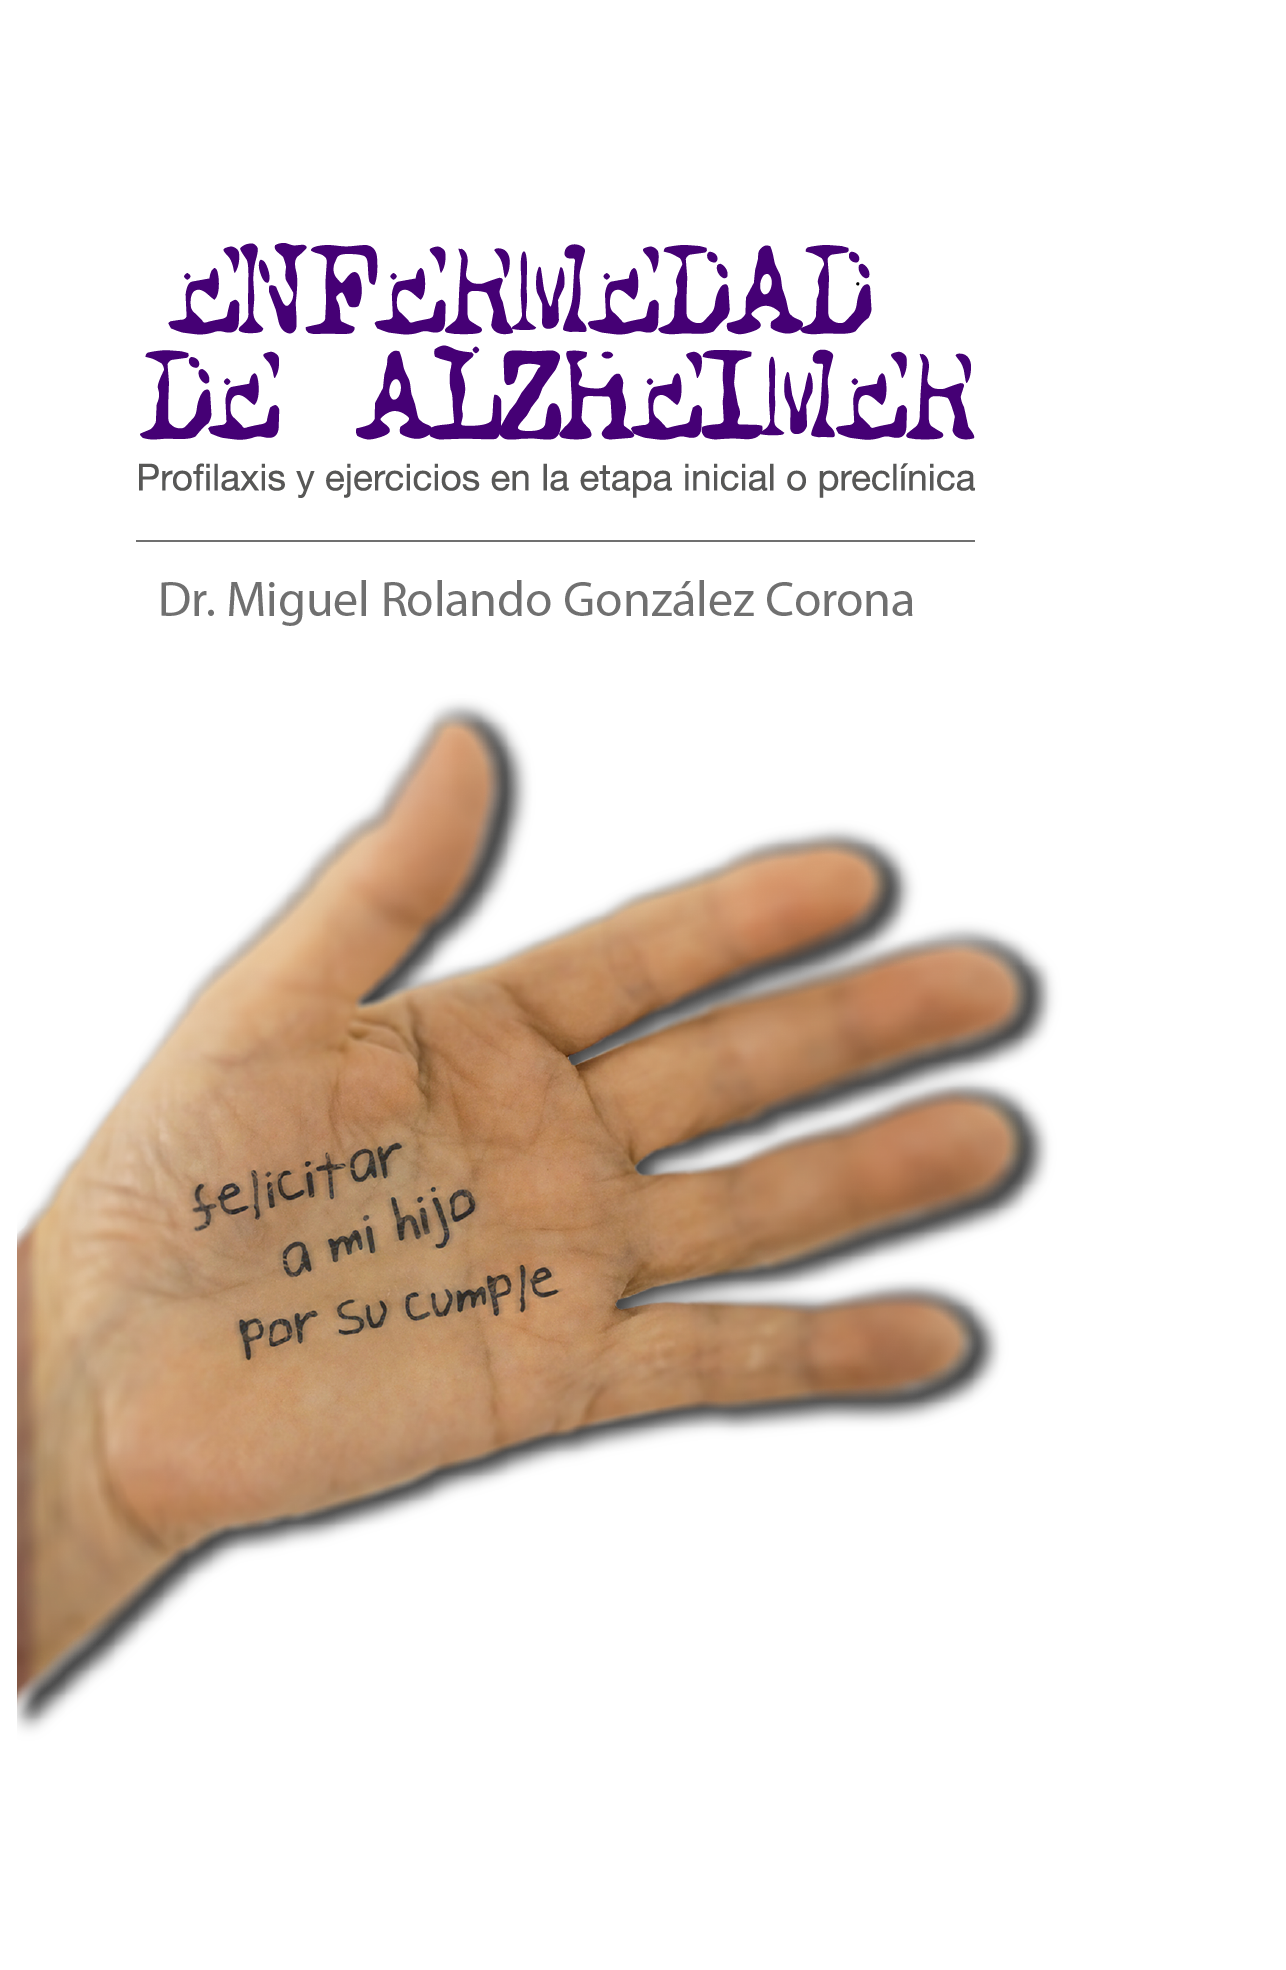 ENFERMEDAD
DE ALZHEIMER
Profilaxis y ejercicios en la etapa inicial o preclínica
Dr. Miguel Rolando González Corona
felicitar
a mi hijo
por su cumple